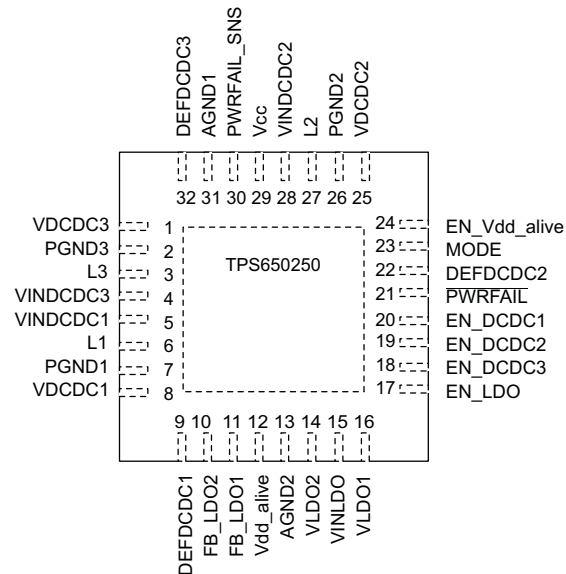 DEFDCDC3
AGND1
PWRFAIL_SNS
Vcc
VINDCDC2
L2
PGND2
VDCDC2
32 31 30 29 28 27 26 25
VDCDC3 1
PGND3 2
L3 3
VINDCDC3 4
VINDCDC1 5
L1 6
PGND1 7
VDCDC1 8
TPS650250
24 EN_Vdd_alive
23 MODE
22 DEFDCDC2
21 PWRFAIL
20 EN_DCDC1
19 EN_DCDC2
18 EN_DCDC3
17 EN_LDO
9 10 11 12 13 14 15 16
DEFDCDC1
FB_LDO2
FB_LDO1
Vdd_alive
AGND2
VLDO2
VINLDO
VLDO1